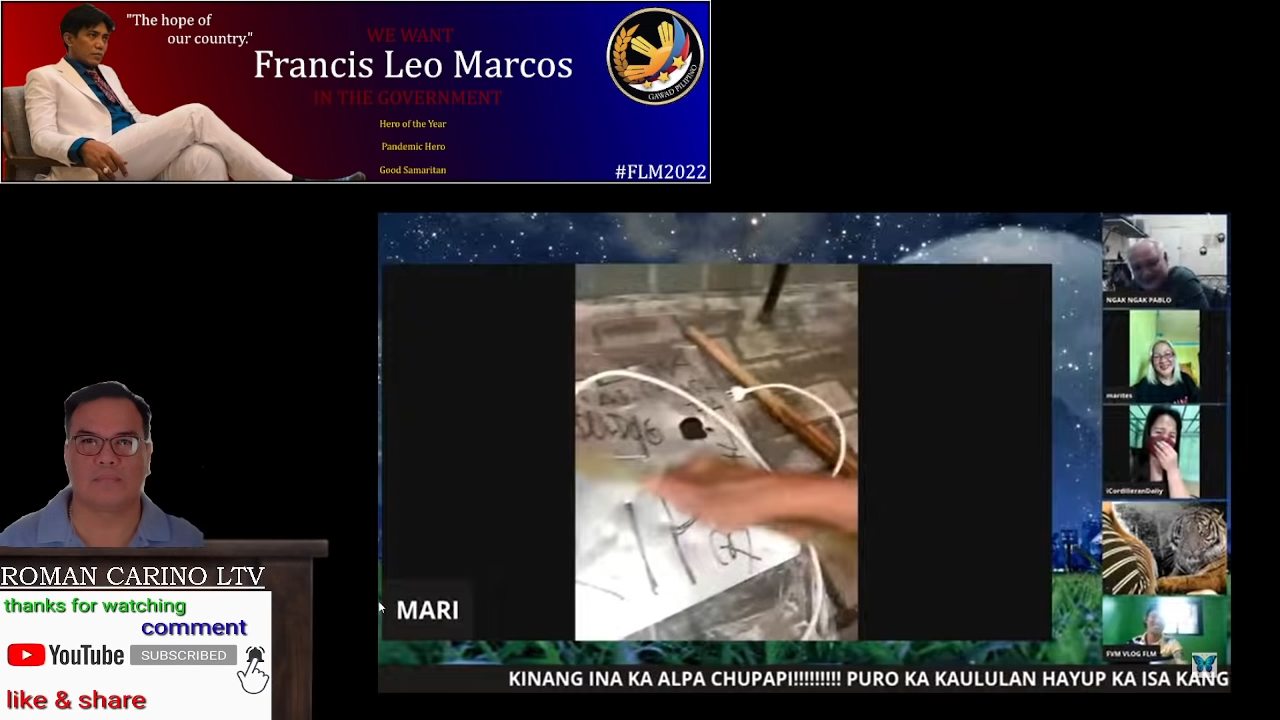 "The hope of
our country."
WE WANT
Francis Leo Marcos
IN THE GOVERNMENT
Hero of the Year
Pandemic Hero
Good Samaritan
GAWAD PILIPINO
#FLM2022
NGAK NGAK PABLO
marites
iCordilleranDaily
FVM VLOG FLM
MARI
KINANG INA KA ALPA CHUPAPI!!!!!!!!! PURO KA KAULULAN HAYUP KA ISA KANG
ROMAN CARINO LTV
thanks for watching
comment
YouTube SUBSCRIBED
like & share